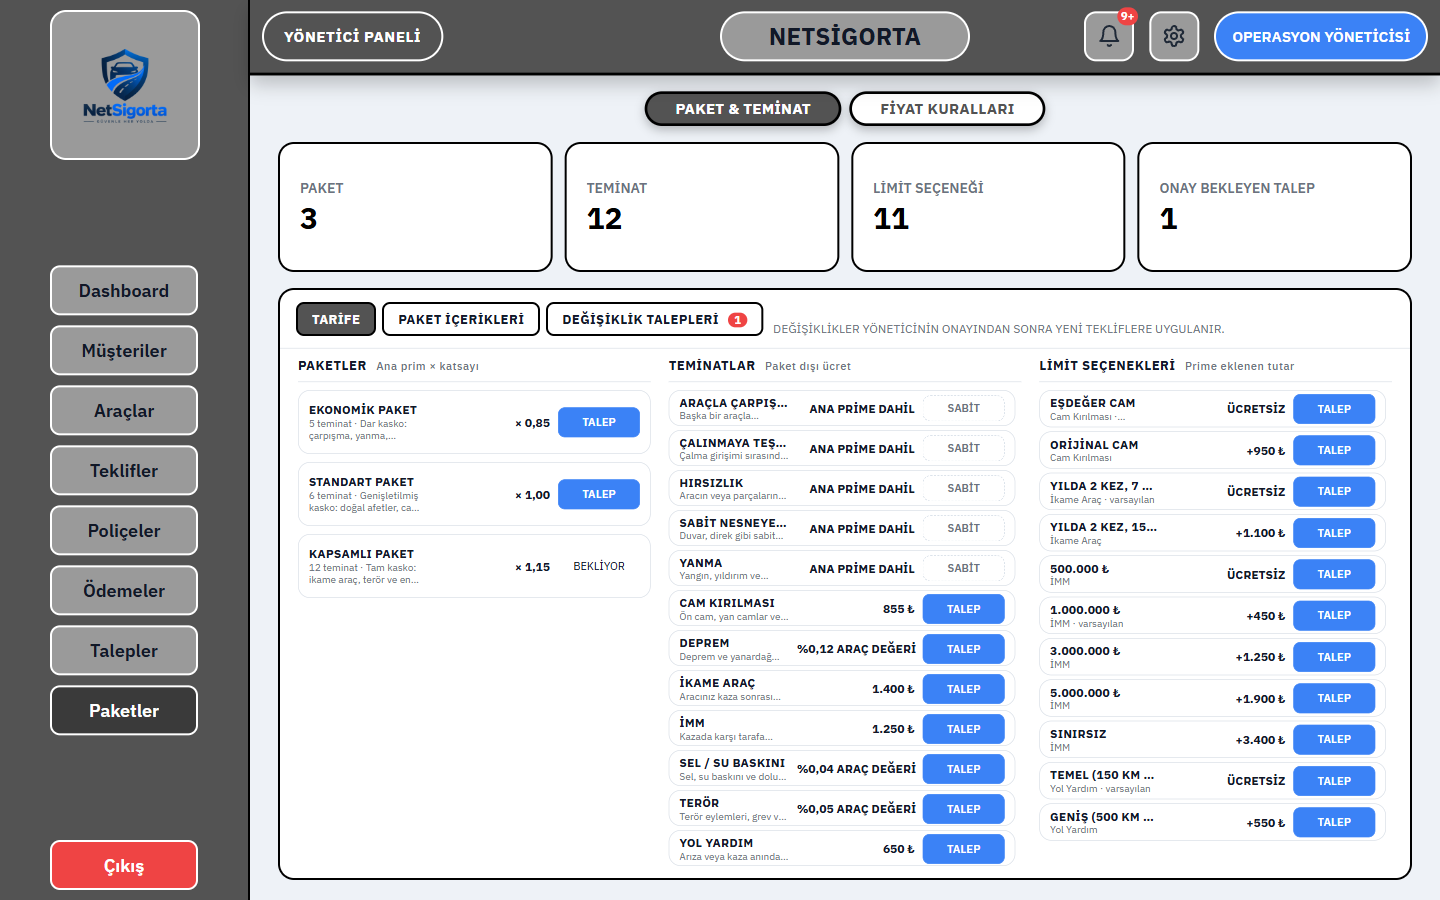 NetSigorta
GÜVENLE HER YOLDA
YÖNETİCİ PANELİ
NETSİGORTA
9+
OPERASYON YÖNETİCİSİ
Dashboard
Müşteriler
Araçlar
Teklifler
Poliçeler
Ödemeler
Talepler
Paketler
Çıkış
PAKET & TEMİNAT
FİYAT KURALLARI
PAKET
3
TEMİNAT
12
LİMİT SEÇENEĞİ
11
ONAY BEKLEYEN TALEP
1
TARİFE
PAKET İÇERİKLERİ
DEĞİŞİKLİK TALEPLERİ 1
DEĞİŞİKLİKLER YÖNETİCİNİN ONAYINDAN SONRA YENİ TEKLİFLERE UYGULANIR.
PAKETLER Ana prim × katsayı
EKONOMİK PAKET
5 teminat · Dar kasko:
çarpışma, yanma,...
× 0,85
TALEP
STANDART PAKET
6 teminat · Genişletilmiş
kasko: doğal afetler, ca...
× 1,00
TALEP
KAPSAMLI PAKET
12 teminat · Tam kasko:
ikame araç, terör ve en...
× 1,15
BEKLİYOR
TEMİNATLAR Paket dışı ücret
ARAÇLA ÇARPIŞ...
Başka bir araçla...
ANA PRİME DAHİL
SABİT
ÇALINMAYA TEŞ...
Çalma girişimi sırasınd...
ANA PRİME DAHİL
SABİT
HIRSIZLIK
Aracın veya parçaların...
ANA PRİME DAHİL
SABİT
SABİT NESNEYE...
Duvar, direk gibi sabit...
ANA PRİME DAHİL
SABİT
YANMA
Yangın, yıldırım ve...
ANA PRİME DAHİL
SABİT
CAM KIRILMASI
Ön cam, yan camlar ve...
855 ₺
TALEP
DEPREM
Deprem ve yanardağ...
%0,12 ARAÇ DEĞERİ
TALEP
İKAME ARAÇ
Aracınız kaza sonrası...
1.400 ₺
TALEP
İMM
Kazada karşı tarafa...
1.250 ₺
TALEP
SEL / SU BASKINI
Sel, su baskını ve dolu...
%0,04 ARAÇ DEĞERİ
TALEP
TERÖR
Terör eylemleri, grev v...
%0,05 ARAÇ DEĞERİ
TALEP
YOL YARDIM
Arıza veya kaza anında...
650 ₺
TALEP
LİMİT SEÇENEKLERİ Prime eklenen tutar
EŞDEĞER CAM
Cam Kırılması ·...
ÜCRETSİZ
TALEP
ORİJİNAL CAM
Cam Kırılması
+950 ₺
TALEP
YILDA 2 KEZ, 7 ...
İkame Araç · varsayılan
ÜCRETSİZ
TALEP
YILDA 2 KEZ, 15...
İkame Araç
+1.100 ₺
TALEP
500.000 ₺
İMM
ÜCRETSİZ
TALEP
1.000.000 ₺
İMM · varsayılan
+450 ₺
TALEP
3.000.000 ₺
İMM
+1.250 ₺
TALEP
5.000.000 ₺
İMM
+1.900 ₺
TALEP
SINIRSIZ
İMM
+3.400 ₺
TALEP
TEMEL (150 KM ...
Yol Yardım · varsayılan
ÜCRETSİZ
TALEP
GENİŞ (500 KM ...
Yol Yardım
+550 ₺
TALEP